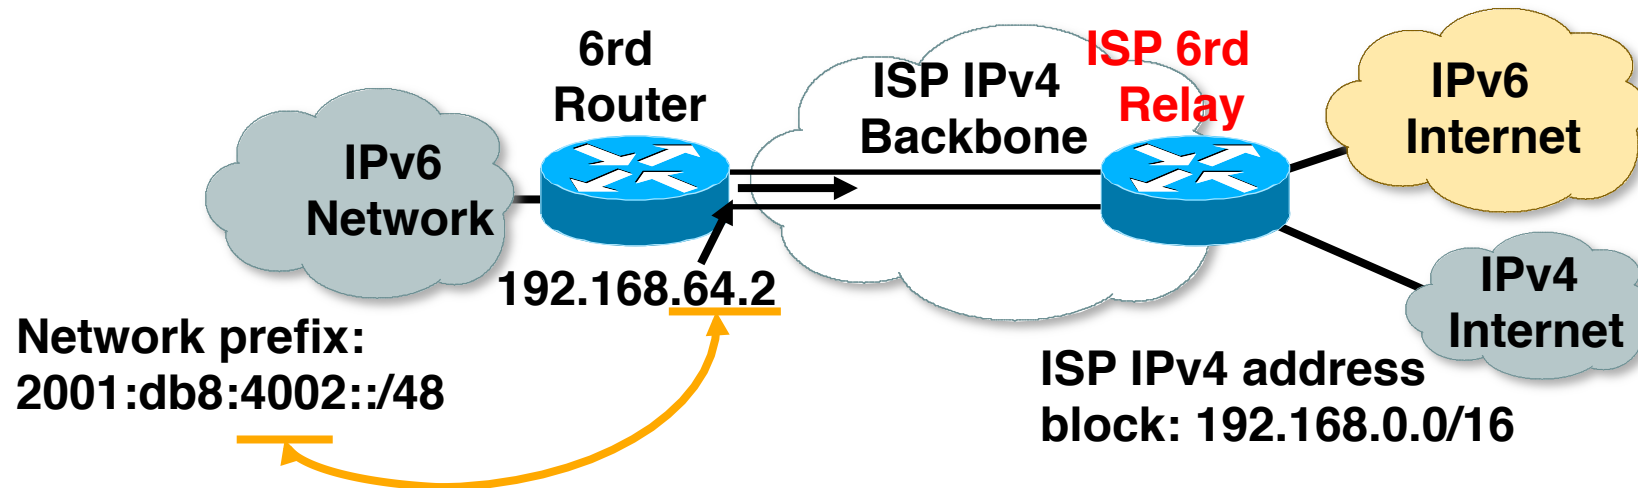 6rd
Router
ISP IPv4
Backbone
ISP 6rd
Relay
IPv6
Internet
IPv6
Network
192.168.64.2
IPv4
Internet
Network prefix:
2001:db8:4002::/48
ISP IPv4 address
block: 192.168.0.0/16